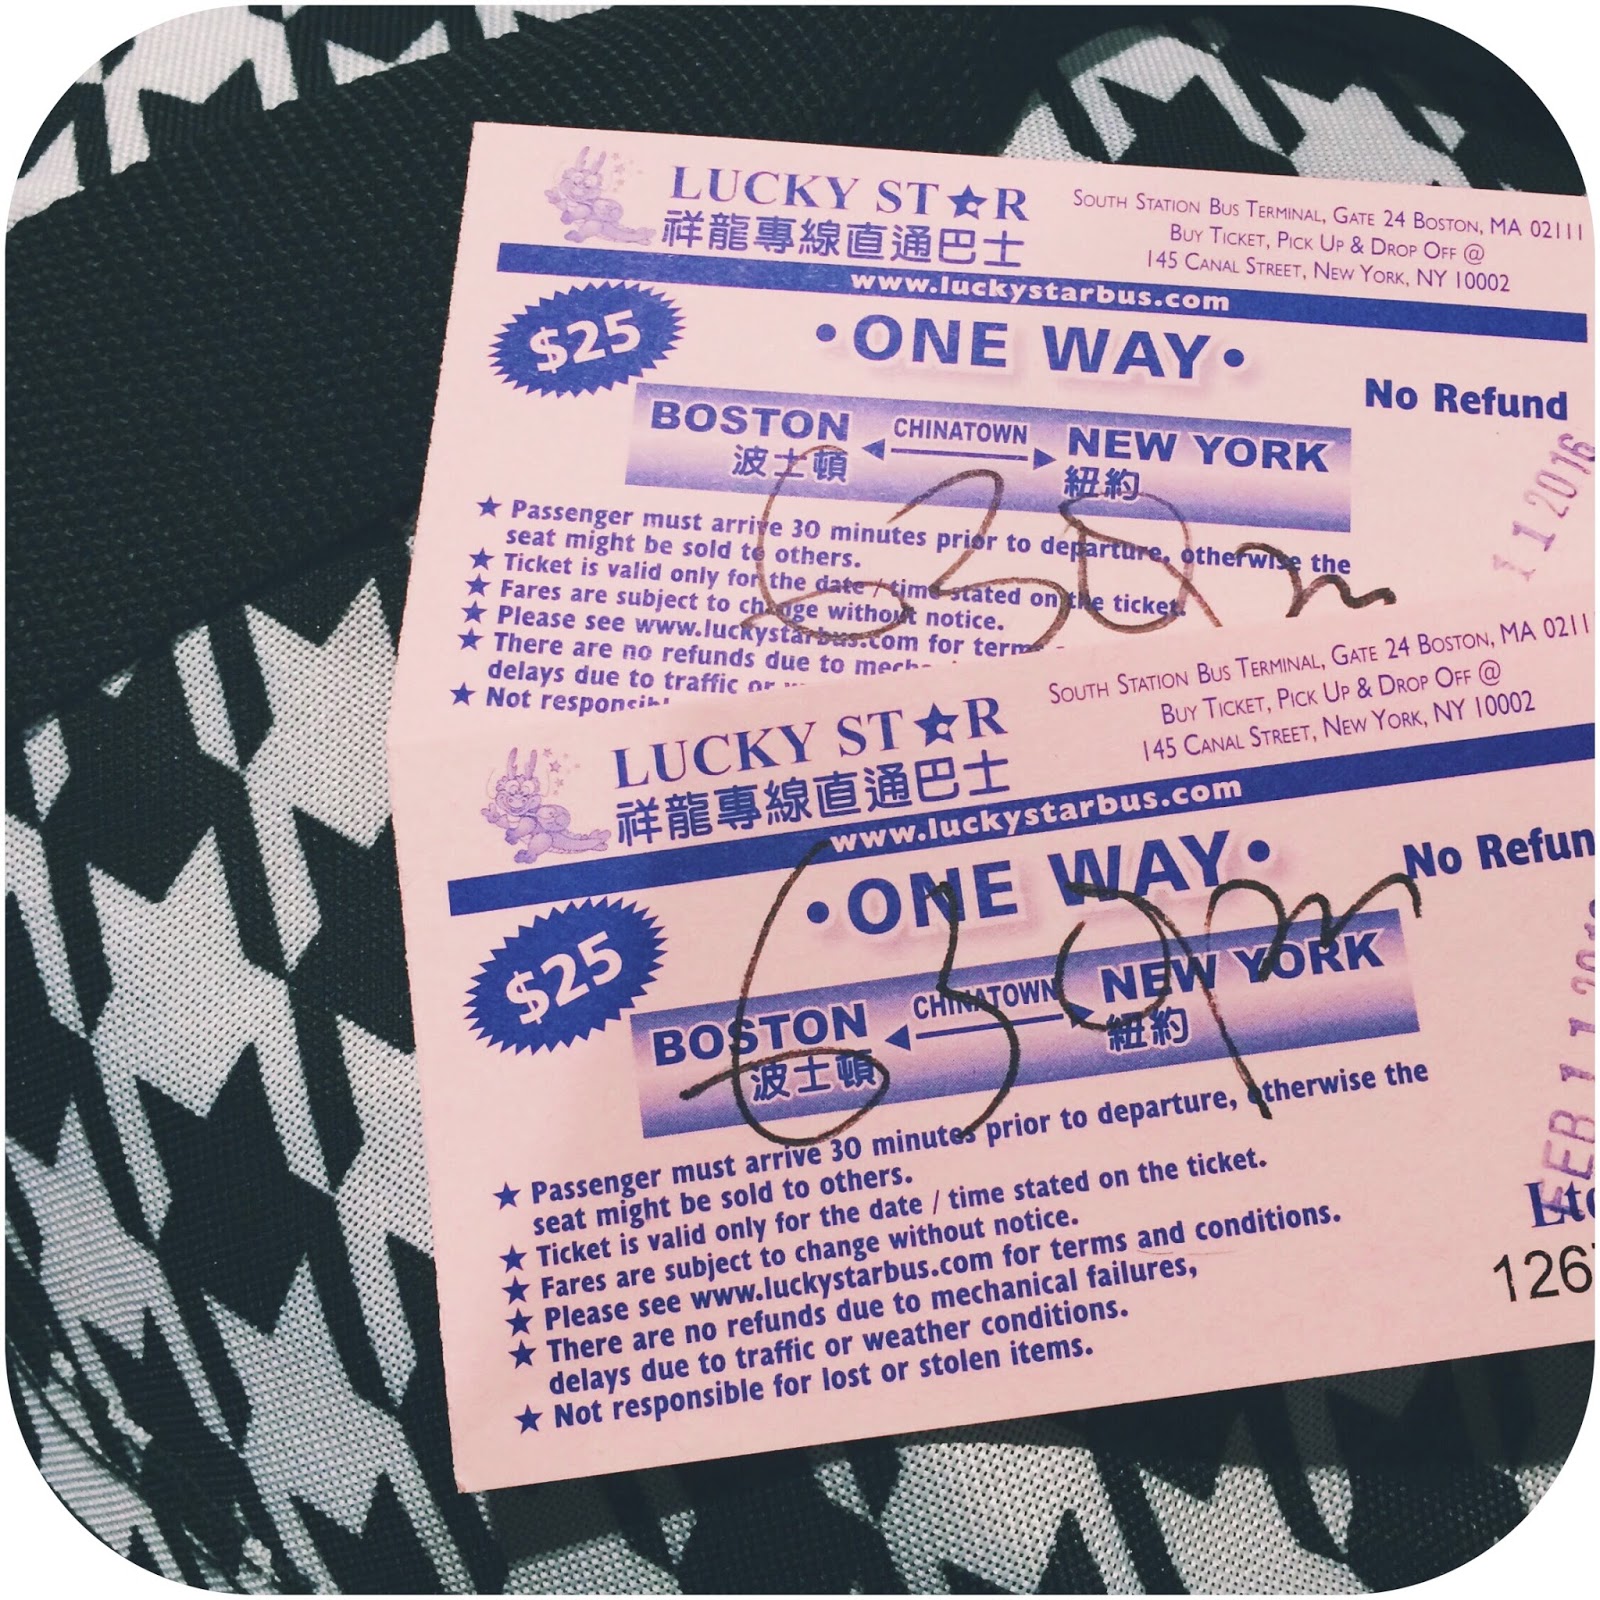 LUCKY ST★R
祥龍專線直通巴士
SOUTH STATION BUS TERMINAL, GATE 24 BOSTON, MA 02111
BUY TICKET, PICK UP & DROP OFF @
145 CANAL STREET, NEW YORK, NY 10002
www.luckystarbus.com
$25
•ONE WAY•
No Refund
BOSTON CHINATOWN NEW YORK
波士頓 紐約
11 2016
630pm
★ Passenger must arrive 30 minutes prior to departure, otherwise the
seat might be sold to others.
★ Ticket is valid only for the date / time stated on the ticket.
★ Fares are subject to change without notice.
★ Please see www.luckystarbus.com for term
★ There are no refunds due to mech
delays due to traffic or
★ Not responsibl
LUCKY ST★R
祥龍專線直通巴士
SOUTH STATION BUS TERMINAL, GATE 24 BOSTON, MA 0211
BUY TICKET, PICK UP & DROP OFF @
145 CANAL STREET, NEW YORK, NY 10002
www.luckystarbus.com
$25
•ONE WAY•
No Refun
BOSTON CHINATOWN NEW YORK
波士頓 紐約
630pm
FEB 11 2016
★ Passenger must arrive 30 minutes prior to departure, otherwise the
seat might be sold to others.
★ Ticket is valid only for the date / time stated on the ticket.
★ Fares are subject to change without notice.
★ Please see www.luckystarbus.com for terms and conditions.
★ There are no refunds due to mechanical failures,
delays due to traffic or weather conditions.
★ Not responsible for lost or stolen items.
Lt
126